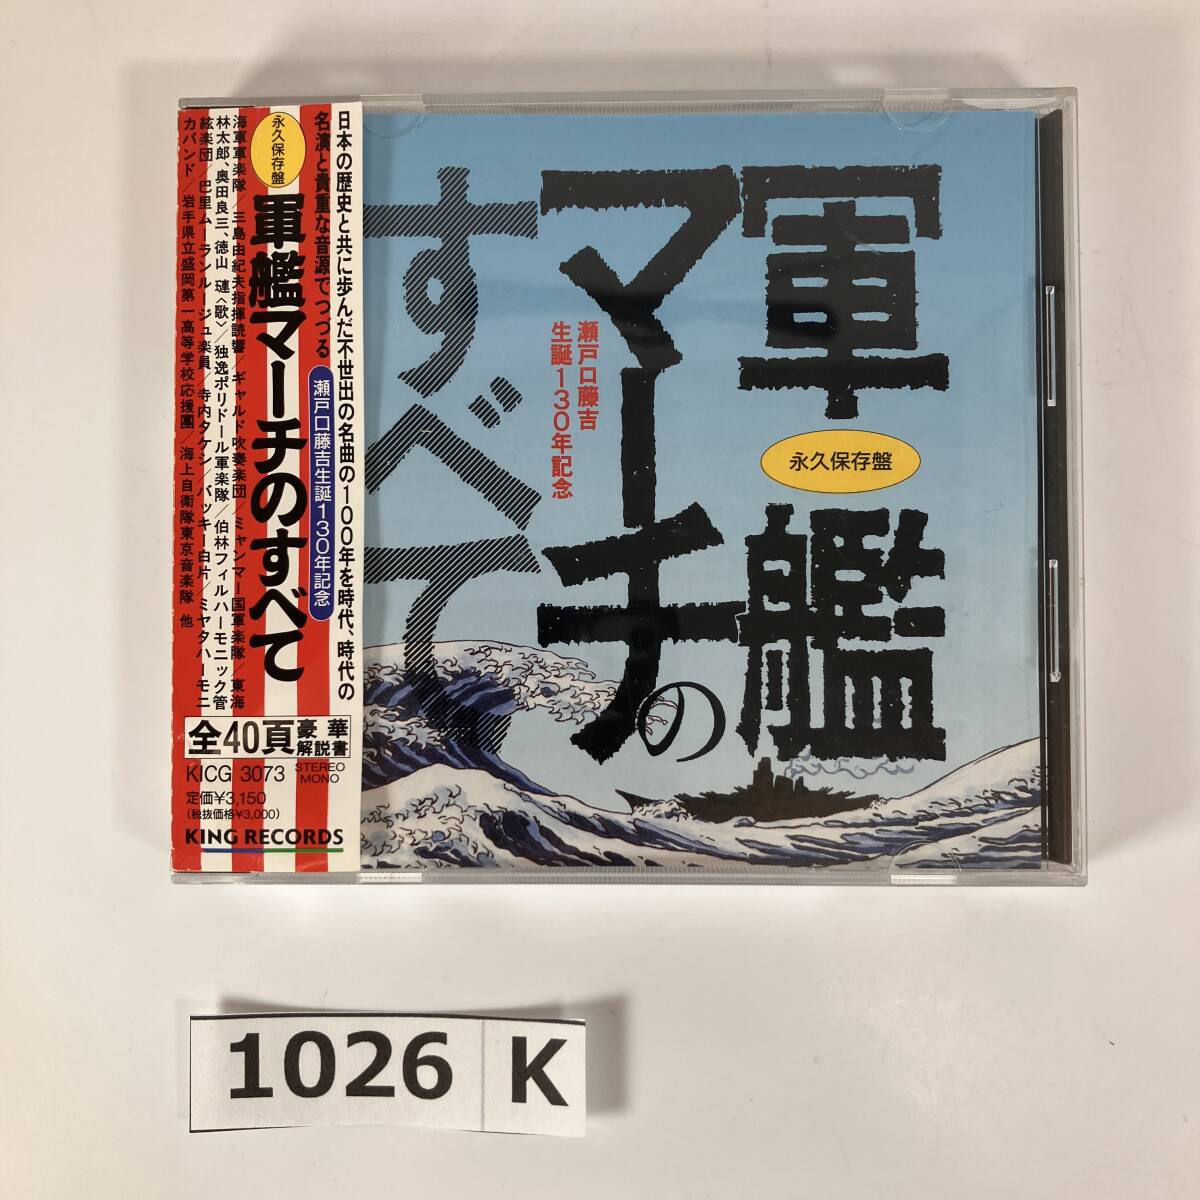 日本の歴史と共に歩んだ不世出の名曲の100年を時代、時代の
名演と貴重な音源でつづる
瀬戸口藤吉生誕130年記念
永久保存盤
軍艦マーチのすべて
海軍軍楽隊／三島由紀夫指揮読響／ギャルド吹奏楽団／ミャンマー国軍楽隊／東海
林太郎、奥田良三、徳山 璉〈歌〉／独逸ポリドール軍楽隊／伯林フィルハーモニック管
絃楽団／巴里ムーランルージュ楽員／寺内タケシ／バッキー白片／ミヤタハーモニ
カバンド／岩手県立盛岡第一高等学校応援團／海上自衛隊東京音楽隊 他
全40頁豪華解説書
KICG 3073 STEREO MONO
定価¥3,150
(税抜価格¥3,000)
KING RECORDS
軍艦
マーチの
すべて
永久保存盤
瀬戸口藤吉
生誕130年記念
1026 K